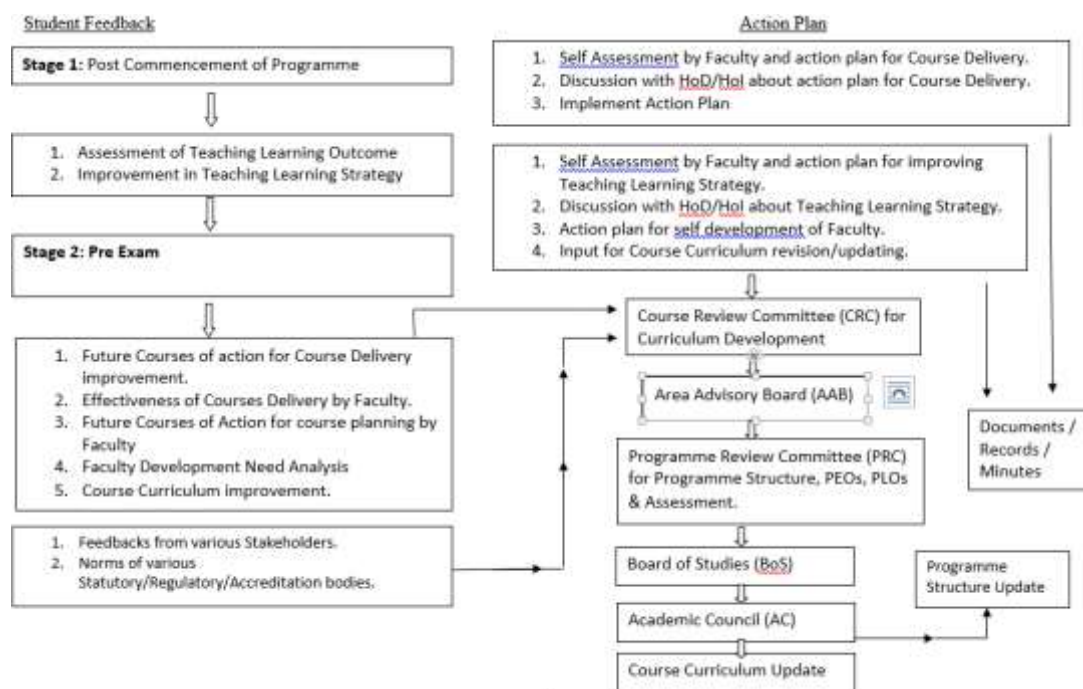 Student Feedback
Stage 1: Post Commencement of Programme
1. Assessment of Teaching Learning Outcome
2. Improvement in Teaching Learning Strategy
Stage 2: Pre Exam
1. Future Courses of action for Course Delivery
improvement.
2. Effectiveness of Courses Delivery by Faculty.
3. Future Courses of Action for course planning by
Faculty
4. Faculty Development Need Analysis
5. Course Curriculum improvement.
1. Feedbacks from various Stakeholders.
2. Norms of various
Statutory/Regulatory/Accreditation bodies.
Action Plan
1. Self Assessment by Faculty and action plan for Course Delivery.
2. Discussion with HoD/HoI about action plan for Course Delivery.
3. Implement Action Plan
1. Self Assessment by Faculty and action plan for improving
Teaching Learning Strategy.
2. Discussion with HoD/HoI about Teaching Learning Strategy.
3. Action plan for self development of Faculty.
4. Input for Course Curriculum revision/updating.
Course Review Committee (CRC) for
Curriculum Development
Area Advisory Board (AAB)
Programme Review Committee (PRC)
for Programme Structure, PEOs, PLOs
& Assessment.
Board of Studies (BoS)
Academic Council (AC)
Course Curriculum Update
Documents /
Records /
Minutes
Programme
Structure Update